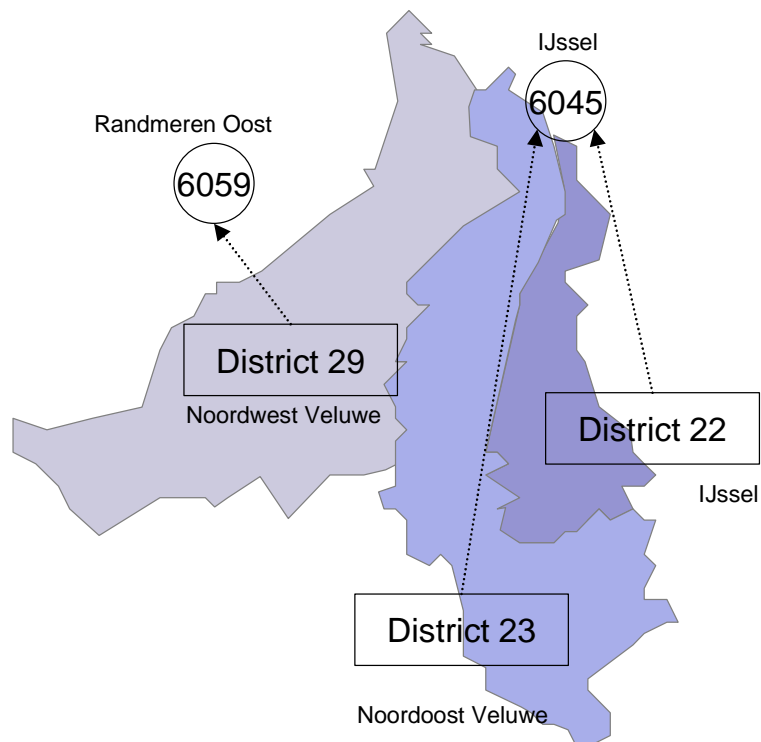 IJssel
6045
Randmeren Oost
6059
District 29
Noordwest Veluwe
District 22
IJssel
District 23
Noordoost Veluwe